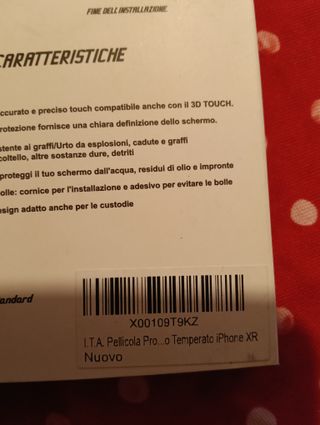 FINE DELL'INSTALLAZIONE
CARATTERISTICHE
ccurato e preciso touch compatibile anche con il 3D TOUCH.
rotezione fornisce una chiara definizione dello schermo.
stente ai graffi/Urto da esplosioni, cadute e graffi
coltello, altre sostanze dure, detriti
proteggi il tuo schermo dall'acqua, residui di olio e impronte
olle: cornice per l'installazione e adesivo per evitare le bolle
esign adatto anche per le custodie
andard
X00109T9KZ
I.T.A. Pellicola Pro...o Temperato iPhone XR
Nuovo